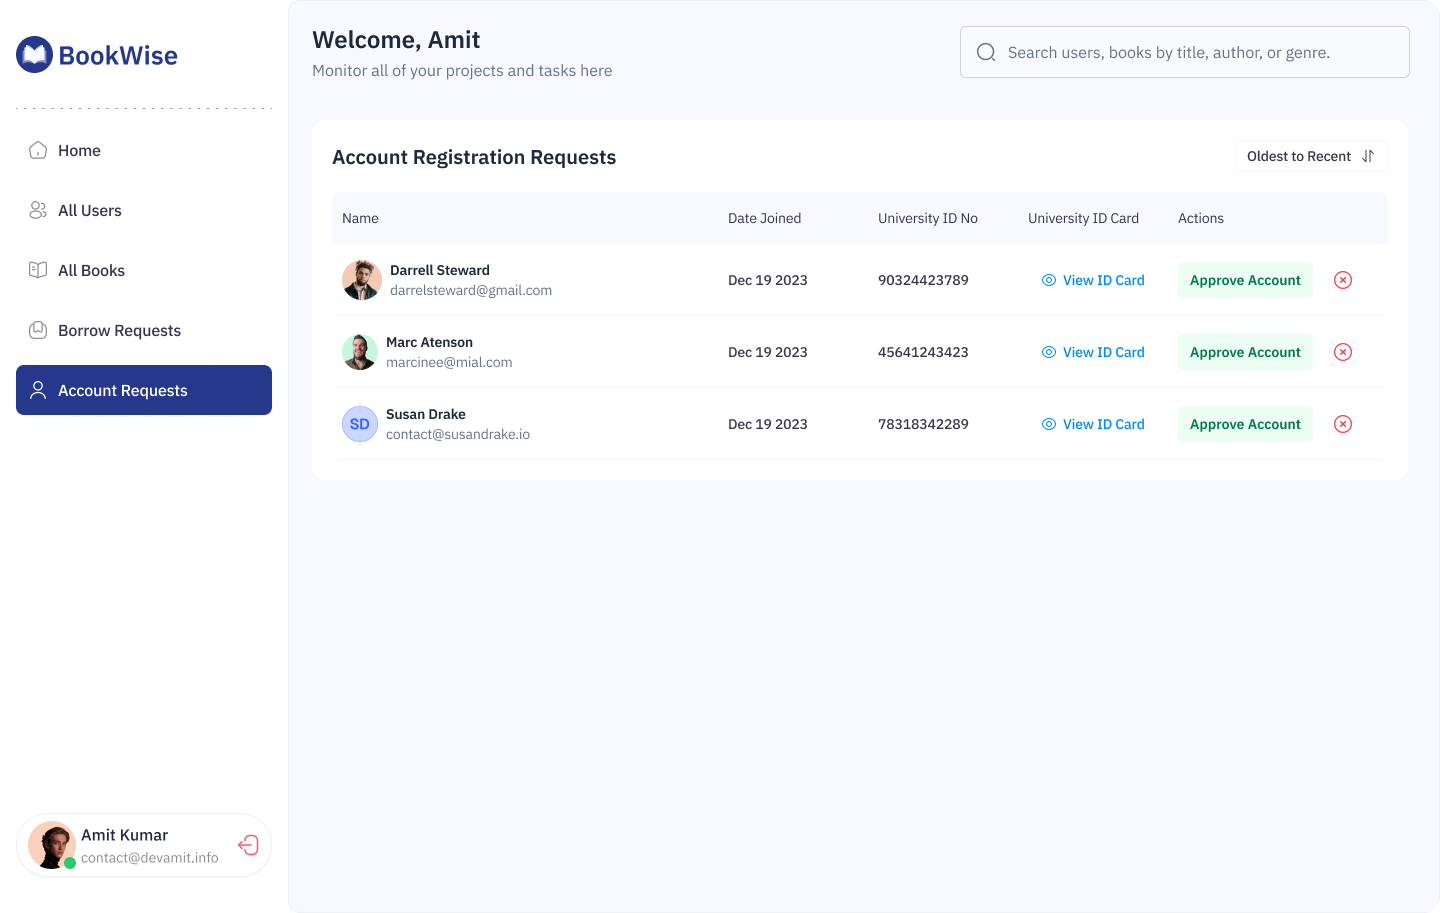 BookWise
Home
All Users
All Books
Borrow Requests
Account Requests
Amit Kumar
contact@devamit.info
Welcome, Amit
Monitor all of your projects and tasks here
Search users, books by title, author, or genre.
Account Registration Requests
Oldest to Recent
Name Date Joined University ID No University ID Card Actions
Darrell Steward
darrelsteward@gmail.com
Dec 19 2023 90324423789 View ID Card Approve Account
Marc Atenson
marcinee@mial.com
Dec 19 2023 45641243423 View ID Card Approve Account
SD
Susan Drake
contact@susandrake.io
Dec 19 2023 78318342289 View ID Card Approve Account